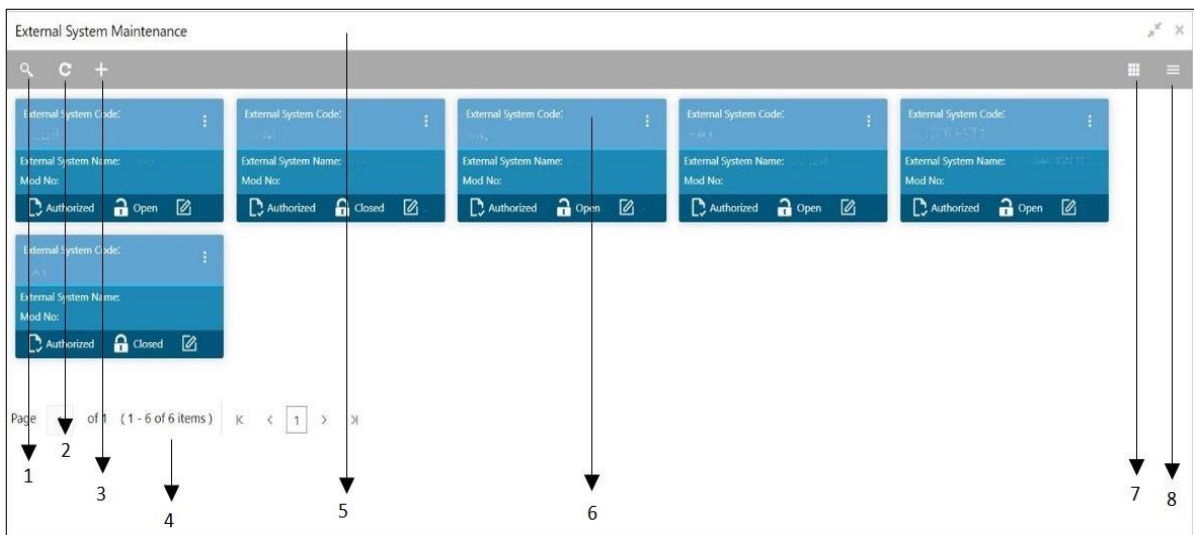 External System Maintenance
External System Code: External System Code: External System Code: External System Code: External System Code:
External System Name: External System Name: External System Name: External System Name: External System Name:
Mod No: Mod No: Mod No: Mod No: Mod No:
Authorized Open Authorized Closed Authorized Open Authorized Open Authorized Open
External System Code:
External System Name:
Mod No:
Authorized Closed
Page of 1 ( 1 - 6 of 6 items ) 1
1 2 3 4 5 6 7 8